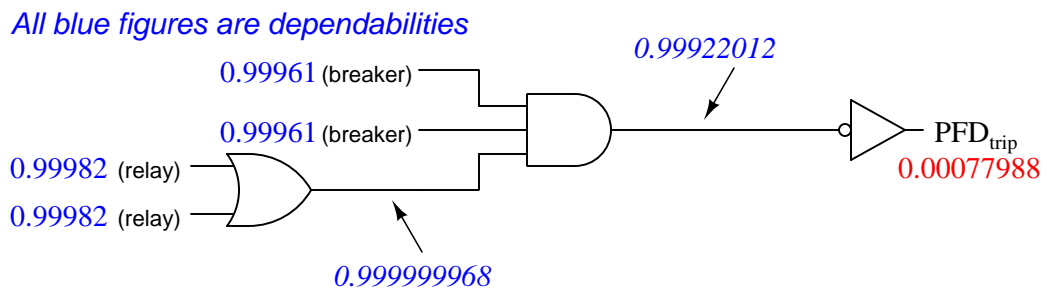 All blue figures are dependabilities
0.99922012
0.99961 (breaker)
0.99961 (breaker)
PFDtrip
0.00077988
0.99982 (relay)
0.99982 (relay)
0.999999968